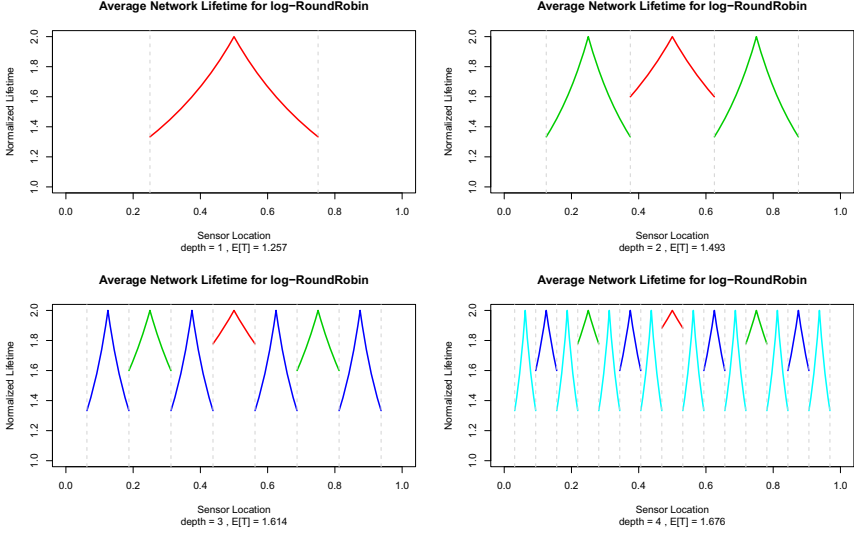 Average Network Lifetime for log−RoundRobin
Normalized Lifetime
2.0
1.8
1.6
1.4
1.2
1.0
0.0 0.2 0.4 0.6 0.8 1.0
Sensor Location
depth = 1 , E[T] = 1.257
Average Network Lifetime for log−RoundRobin
Normalized Lifetime
2.0
1.8
1.6
1.4
1.2
1.0
0.0 0.2 0.4 0.6 0.8 1.0
Sensor Location
depth = 2 , E[T] = 1.493
Average Network Lifetime for log−RoundRobin
Normalized Lifetime
2.0
1.8
1.6
1.4
1.2
1.0
0.0 0.2 0.4 0.6 0.8 1.0
Sensor Location
depth = 3 , E[T] = 1.614
Average Network Lifetime for log−RoundRobin
Normalized Lifetime
2.0
1.8
1.6
1.4
1.2
1.0
0.0 0.2 0.4 0.6 0.8 1.0
Sensor Location
depth = 4 , E[T] = 1.676